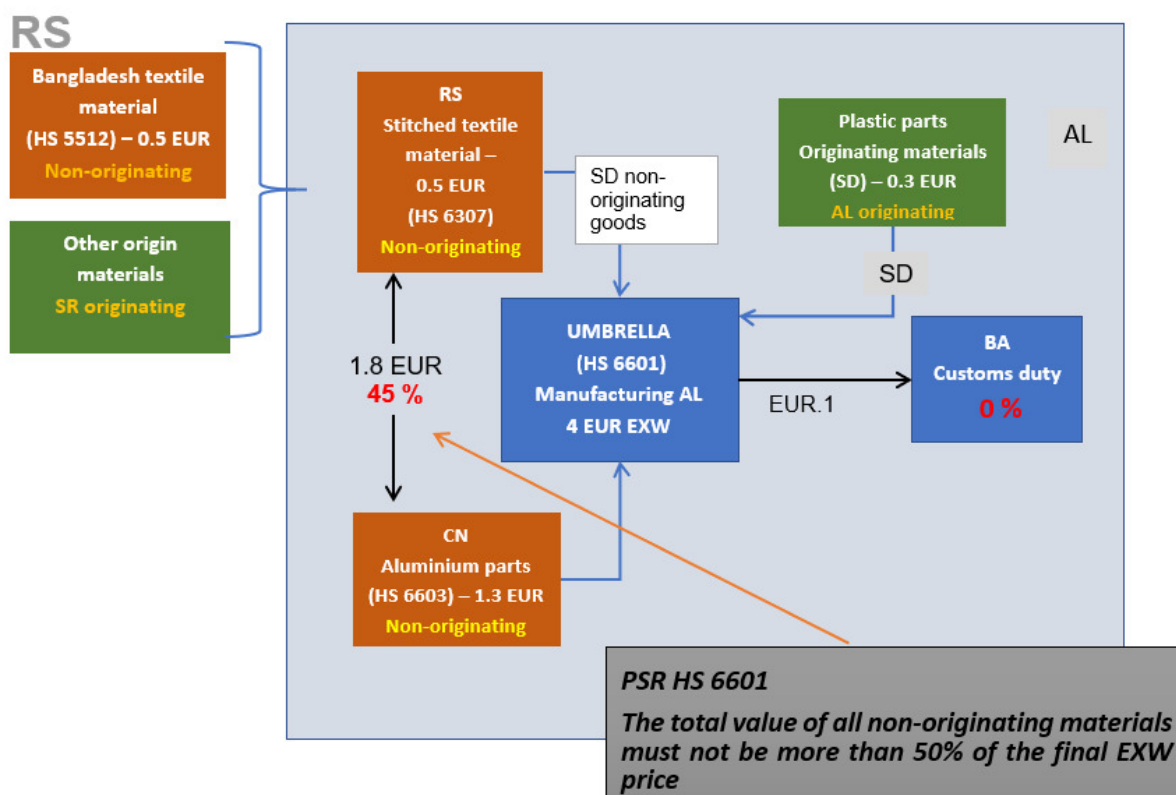 RS
Bangladesh textile
material
(HS 5512) – 0.5 EUR
Non-originating
Other origin
materials
SR originating
RS
Stitched textile
material –
0.5 EUR
(HS 6307)
Non-originating
SD non-
originating
goods
Plastic parts
Originating materials
(SD) – 0.3 EUR
AL originating
AL
SD
1.8 EUR
45 %
UMBRELLA
(HS 6601)
Manufacturing AL
4 EUR EXW
EUR.1
BA
Customs duty
0 %
CN
Aluminium parts
(HS 6603) – 1.3 EUR
Non-originating
PSR HS 6601
The total value of all non-originating materials
must not be more than 50% of the final EXW
price